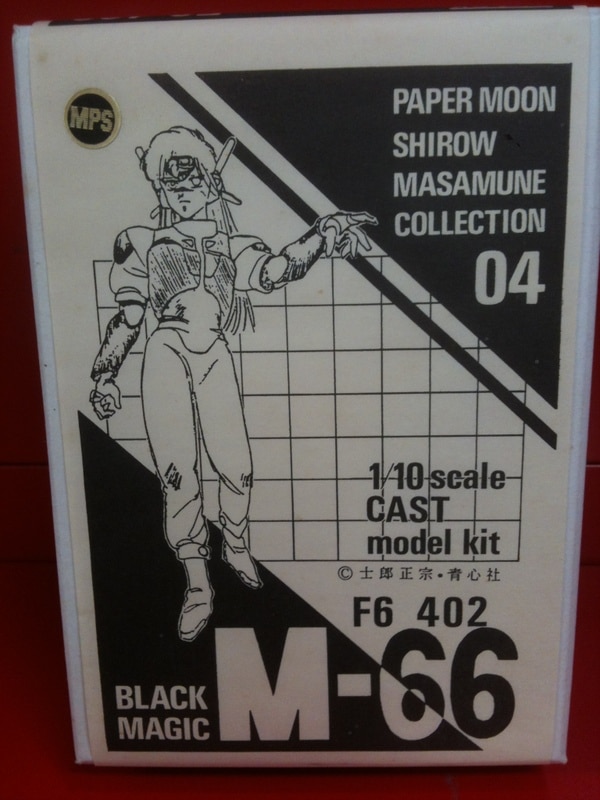 MPS
PAPER MOON
SHIROW
MASAMUNE
COLLECTION
04
1/10 scale
CAST
model kit
©士郎正宗・青心社
F6 402
BLACK
MAGIC
M-66